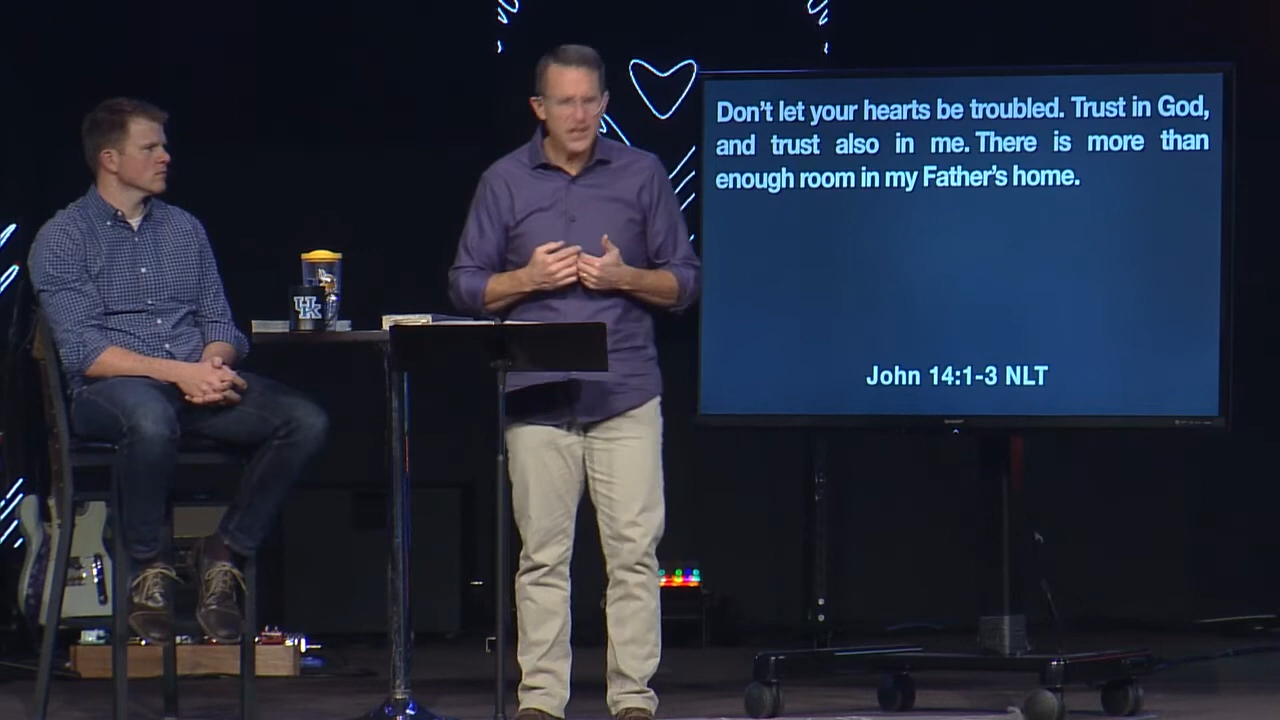 Don't let your hearts be troubled. Trust in God,
and trust also in me. There is more than
enough room in my Father's home.
John 14:1-3 NLT
UK